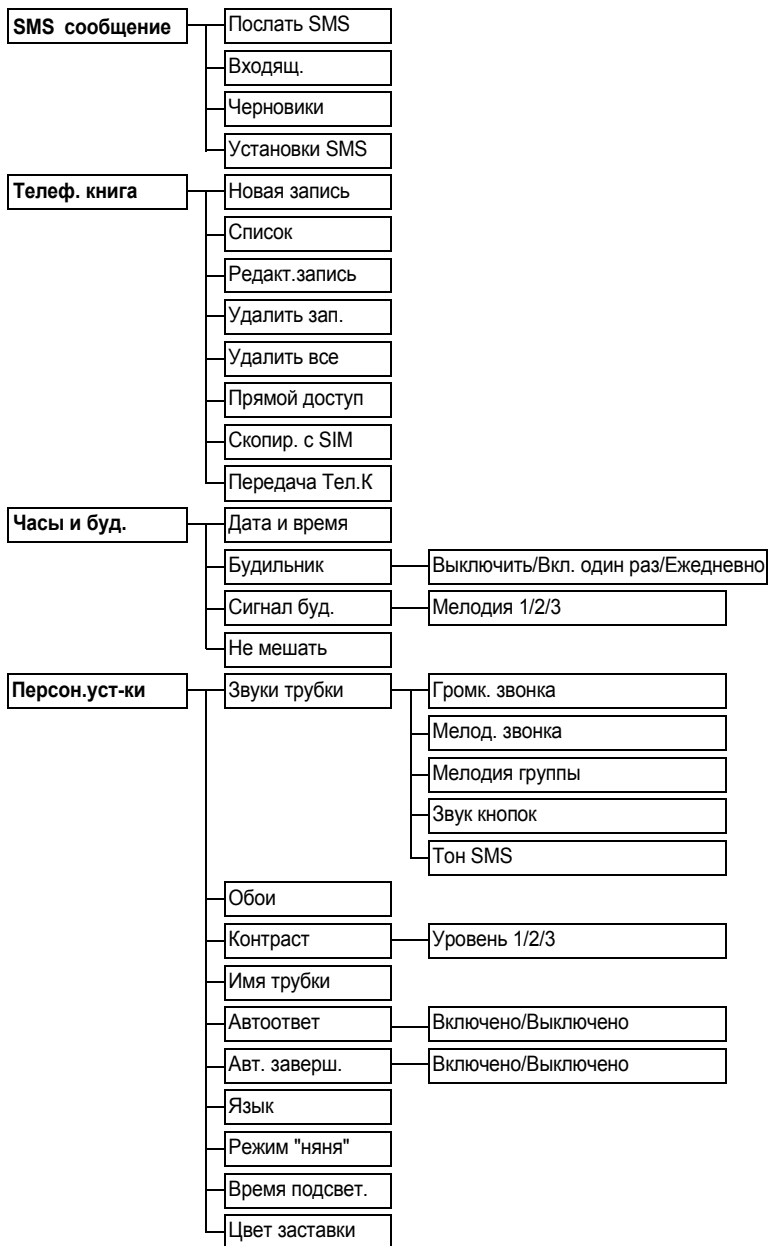 SMS сообщение
Послать SMS
Входящ.
Черновики
Установки SMS
Телеф. книга
Новая запись
Список
Редакт.запись
Удалить зап.
Удалить все
Прямой доступ
Скопир. с SIM
Передача Тел.К
Часы и буд.
Дата и время
Будильник
Выключить/Вкл. один раз/Ежедневно
Сигнал буд.
Мелодия 1/2/3
Не мешать
Персон.уст-ки
Звуки трубки
Громк. звонка
Мелод. звонка
Мелодия группы
Звук кнопок
Тон SMS
Обои
Контраст
Уровень 1/2/3
Имя трубки
Автоответ
Включено/Выключено
Авт. заверш.
Включено/Выключено
Язык
Режим "няня"
Время подсвет.
Цвет заставки